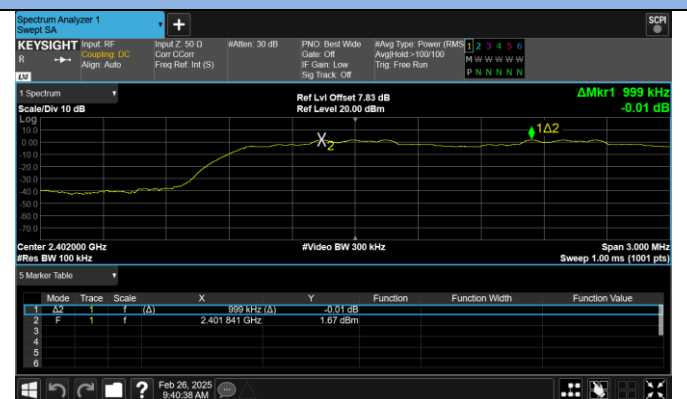 Spectrum Analyzer 1
Swept SA
+
SCPI
KEYSIGHT Input: RF Input Z: 50 Ω #Atten: 30 dB PNO: Best Wide #Avg Type: Power (RMS 1 2 3 4 5 6
R Coupling: DC Corr CCorr Gate: Off Avg|Hold:>100/100 M W W W W W
Align: Auto Freq Ref: Int (S) IF Gain: Low Trig: Free Run
Sig Track: Off P N N N N N
LXI
1 Spectrum Ref Lvl Offset 7.83 dB ΔMkr1 999 kHz
Scale/Div 10 dB Ref Level 20.00 dBm -0.01 dB
Log
10.0 1Δ2
0.00 X2
-10.0
-20.0
-30.0
-40.0
-50.0
-60.0
-70.0
Center 2.402000 GHz #Video BW 300 kHz Span 3.000 MHz
#Res BW 100 kHz Sweep 1.00 ms (1001 pts)
5 Marker Table
Mode Trace Scale X Y Function Function Width Function Value
1 Δ2 1 f (Δ) 999 kHz (Δ) -0.01 dB
2 F 1 f 2.401 841 GHz 1.67 dBm
3
4
5
6
? Feb 26, 2025
9:40:38 AM